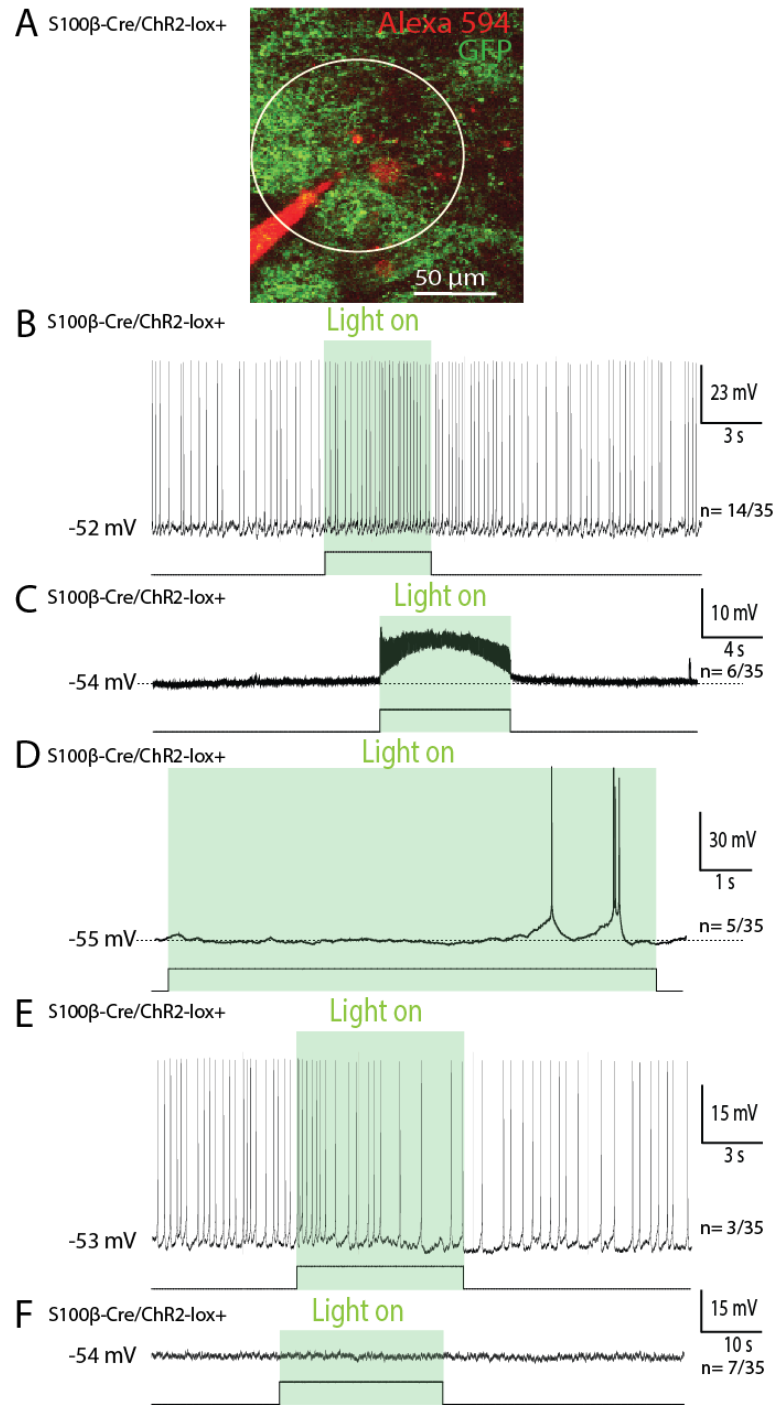 A S100β-Cre/ChR2-lox+
Alexa 594
GFP
50 µm
B S100β-Cre/ChR2-lox+
Light on
23 mV
3 s
-52 mV
n= 14/35
C S100β-Cre/ChR2-lox+
Light on
10 mV
4 s
-54 mV
n= 6/35
D S100β-Cre/ChR2-lox+
Light on
30 mV
1 s
-55 mV
n= 5/35
E S100β-Cre/ChR2-lox+
Light on
15 mV
3 s
-53 mV
n= 3/35
F S100β-Cre/ChR2-lox+
Light on
15 mV
10 s
-54 mV
n= 7/35